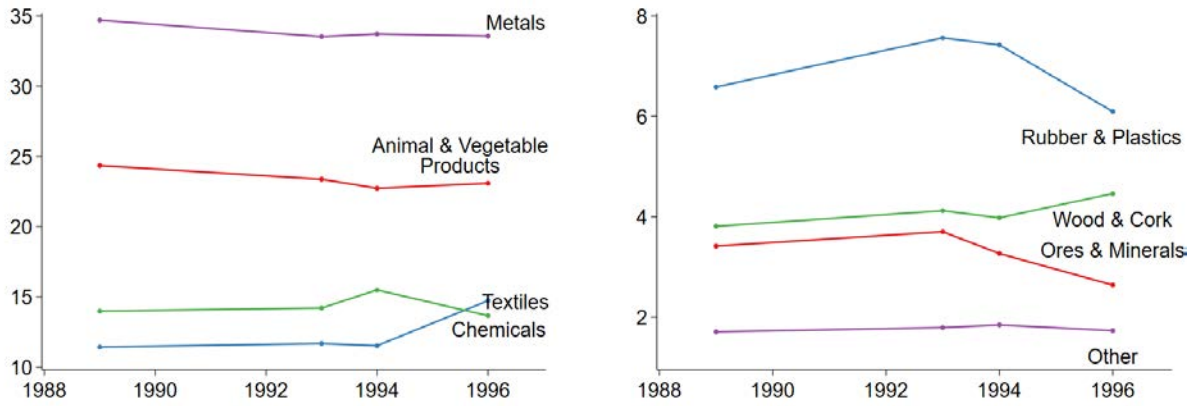 35
30
25
20
15
10
1988
1990
1992
1994
1996
Metals
Animal & Vegetable
Products
Textiles
Chemicals
8
6
4
2
1988
1990
1992
1994
1996
Rubber & Plastics
Wood & Cork
Ores & Minerals
Other